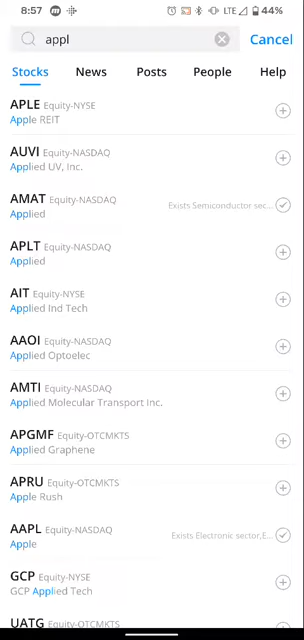 8:57 LTE 44%
appl Cancel
Stocks News Posts People Help
APLE Equity-NYSE
Apple REIT
AUVI Equity-NASDAQ
Applied UV, Inc.
AMAT Equity-NASDAQ
Applied
Exists Semiconductor sec...
APLT Equity-NASDAQ
Applied
AIT Equity-NYSE
Applied Ind Tech
AAOI Equity-NASDAQ
Applied Optoelec
AMTI Equity-NASDAQ
Applied Molecular Transport Inc.
APGMF Equity-OTCMKTS
Applied Graphene
APRU Equity-OTCMKTS
Apple Rush
AAPL Equity-NASDAQ
Apple
Exists Electronic sector,E...
GCP Equity-NYSE
GCP Applied Tech
UATG Equity-OTCMKTS